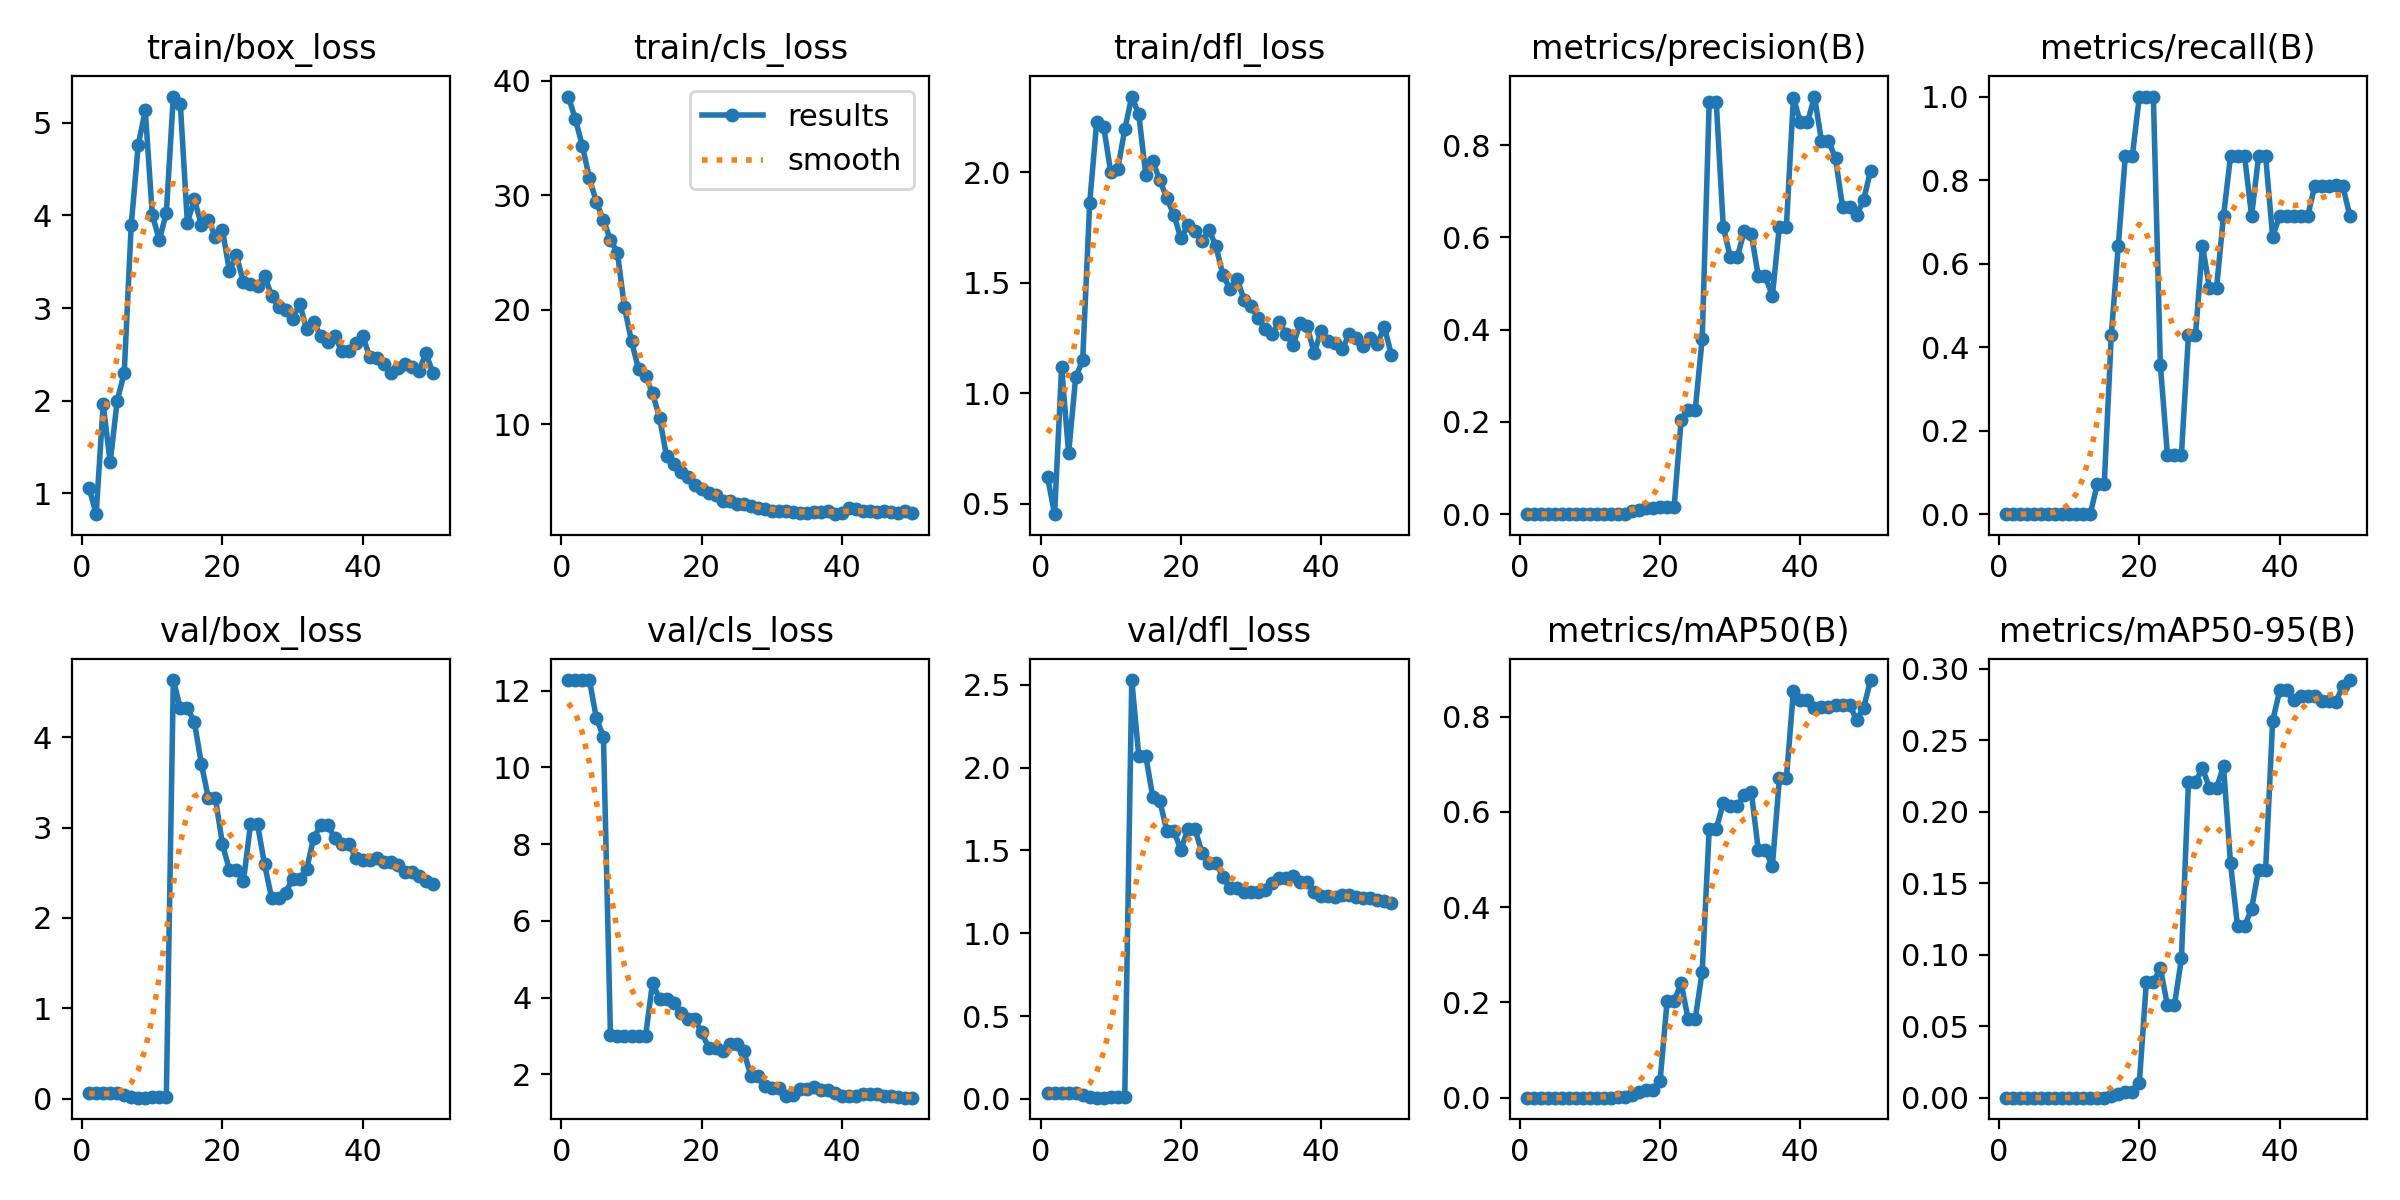 train/box_loss
train/cls_loss
train/dfl_loss
metrics/precision(B)
metrics/recall(B)
5
4
3
2
1
0 20 40
40
30
20
10
0 20 40
results
smooth
2.0
1.5
1.0
0.5
0 20 40
0.8
0.6
0.4
0.2
0.0
0 20 40
1.0
0.8
0.6
0.4
0.2
0.0
0 20 40
val/box_loss
val/cls_loss
val/dfl_loss
metrics/mAP50(B)
metrics/mAP50-95(B)
4
3
2
1
0
0 20 40
12
10
8
6
4
2
0 20 40
2.5
2.0
1.5
1.0
0.5
0.0
0 20 40
0.8
0.6
0.4
0.2
0.0
0 20 40
0.30
0.25
0.20
0.15
0.10
0.05
0.00
0 20 40